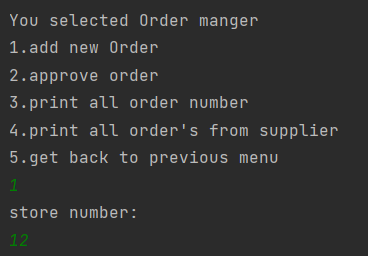 You selected Order manger
1.add new Order
2.approve order
3.print all order number
4.print all order's from supplier
5.get back to previous menu
1
store number:
12